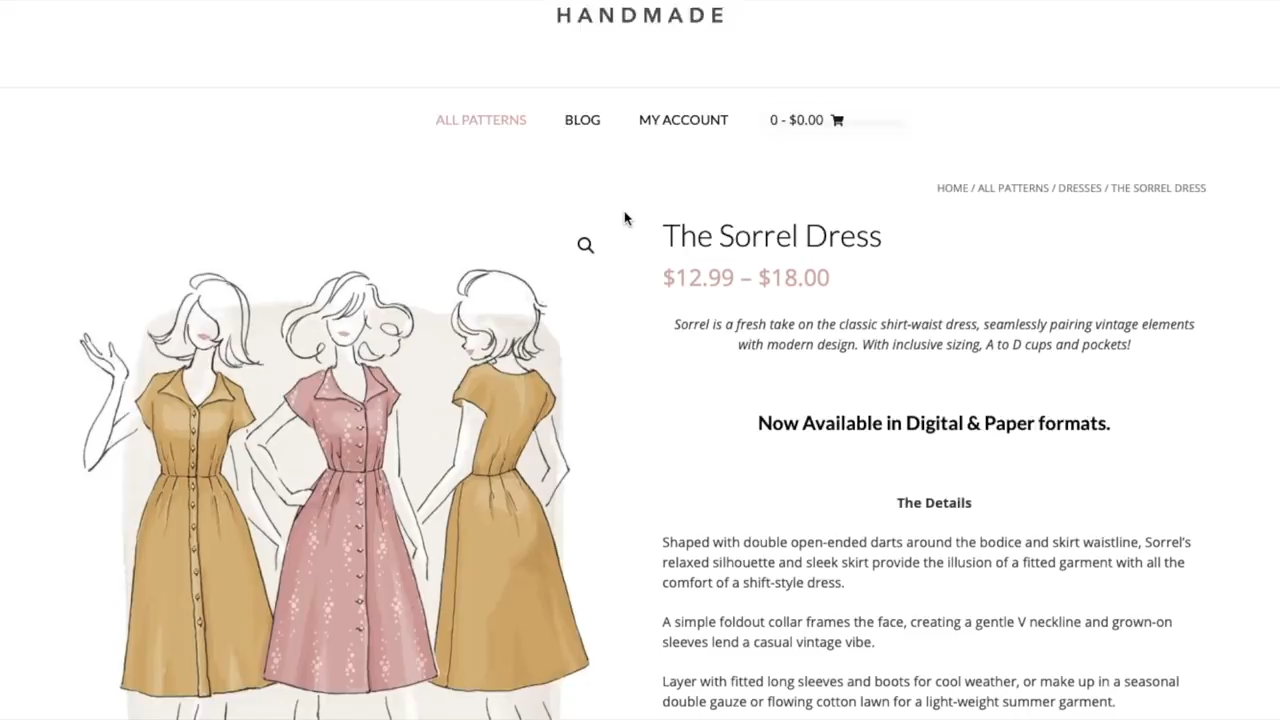 HANDMADE
ALL PATTERNS BLOG MY ACCOUNT 0 - $0.00
HOME / ALL PATTERNS / DRESSES / THE SORREL DRESS
The Sorrel Dress
$12.99 – $18.00
Sorrel is a fresh take on the classic shirt-waist dress, seamlessly pairing vintage elements
with modern design. With inclusive sizing, A to D cups and pockets!
Now Available in Digital & Paper formats.
The Details
Shaped with double open-ended darts around the bodice and skirt waistline, Sorrel's
relaxed silhouette and sleek skirt provide the illusion of a fitted garment with all the
comfort of a shift-style dress.
A simple foldout collar frames the face, creating a gentle V neckline and grown-on
sleeves lend a casual vintage vibe.
Layer with fitted long sleeves and boots for cool weather, or make up in a seasonal
double gauze or flowing cotton lawn for a light-weight summer garment.